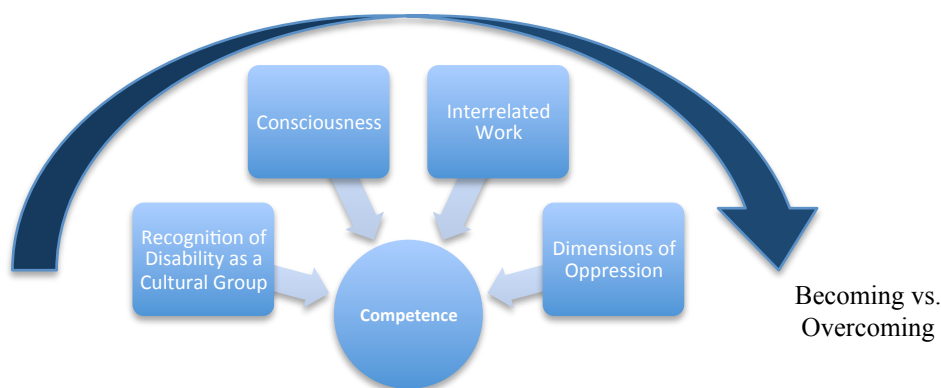 Consciousness
Interrelated
Work
Recognition of
Disability as a
Cultural Group
Dimensions of
Oppression
Competence
Becoming vs.
Overcoming